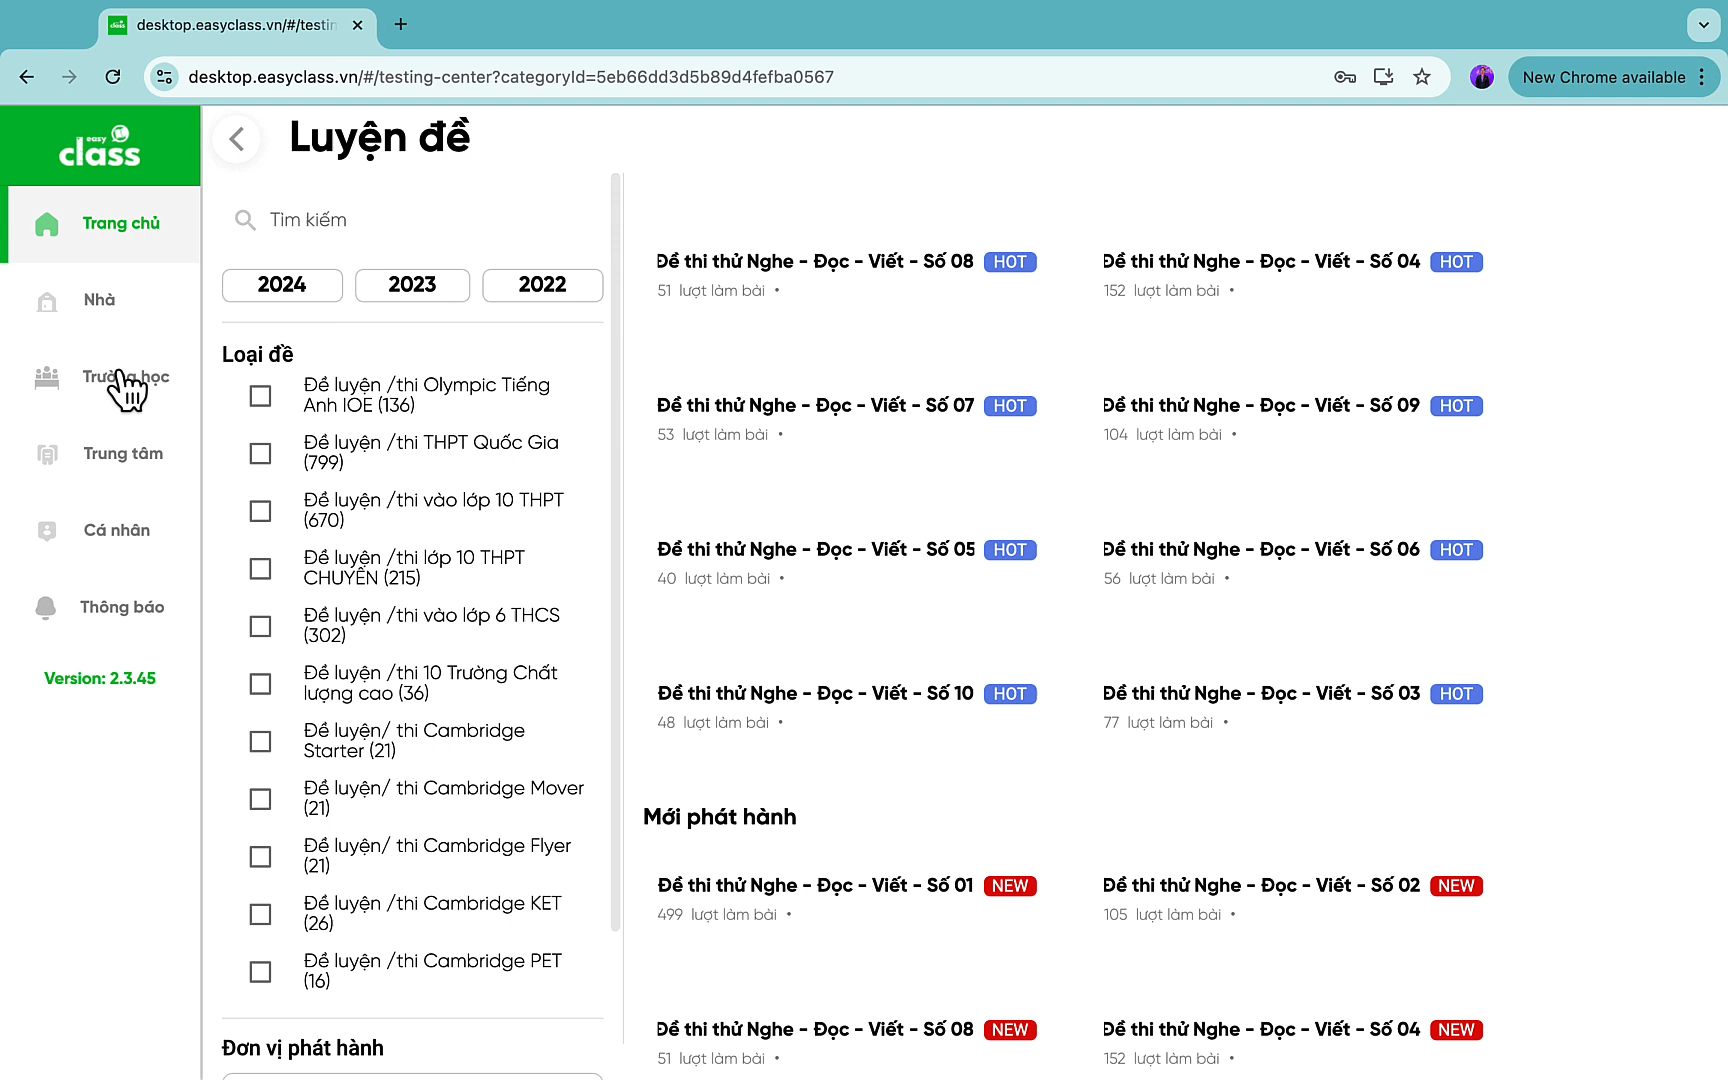 desktop.easyclass.vn/#/testin
desktop.easyclass.vn/#/testing-center?categoryId=5eb66dd3d5b89d4fefba0567
New Chrome available
easy
class
Trang chủ
Nhà
Trường học
Trung tâm
Cá nhân
Thông báo
Version: 2.3.45
Luyện đề
Tìm kiếm
2024 2023 2022
Loại đề
Đề luyện /thi Olympic Tiếng
Anh IOE (136)
Đề luyện /thi THPT Quốc Gia
(799)
Đề luyện /thi vào lớp 10 THPT
(670)
Đề luyện /thi lớp 10 THPT
CHUYÊN (215)
Đề luyện /thi vào lớp 6 THCS
(302)
Đề luyện /thi 10 Trường Chất
lượng cao (36)
Đề luyện/ thi Cambridge
Starter (21)
Đề luyện/ thi Cambridge Mover
(21)
Đề luyện/ thi Cambridge Flyer
(21)
Đề luyện /thi Cambridge KET
(26)
Đề luyện /thi Cambridge PET
(16)
Đơn vị phát hành
Đề thi thử Nghe - Đọc - Viết - Số 08 HOT
51 lượt làm bài •
Đề thi thử Nghe - Đọc - Viết - Số 04 HOT
152 lượt làm bài •
Đề thi thử Nghe - Đọc - Viết - Số 07 HOT
53 lượt làm bài •
Đề thi thử Nghe - Đọc - Viết - Số 09 HOT
104 lượt làm bài •
Đề thi thử Nghe - Đọc - Viết - Số 05 HOT
40 lượt làm bài •
Đề thi thử Nghe - Đọc - Viết - Số 06 HOT
56 lượt làm bài •
Đề thi thử Nghe - Đọc - Viết - Số 10 HOT
48 lượt làm bài •
Đề thi thử Nghe - Đọc - Viết - Số 03 HOT
77 lượt làm bài •
Mới phát hành
Đề thi thử Nghe - Đọc - Viết - Số 01 NEW
499 lượt làm bài •
Đề thi thử Nghe - Đọc - Viết - Số 02 NEW
105 lượt làm bài •
Đề thi thử Nghe - Đọc - Viết - Số 08 NEW
51 lượt làm bài •
Đề thi thử Nghe - Đọc - Viết - Số 04 NEW
152 lượt làm bài •